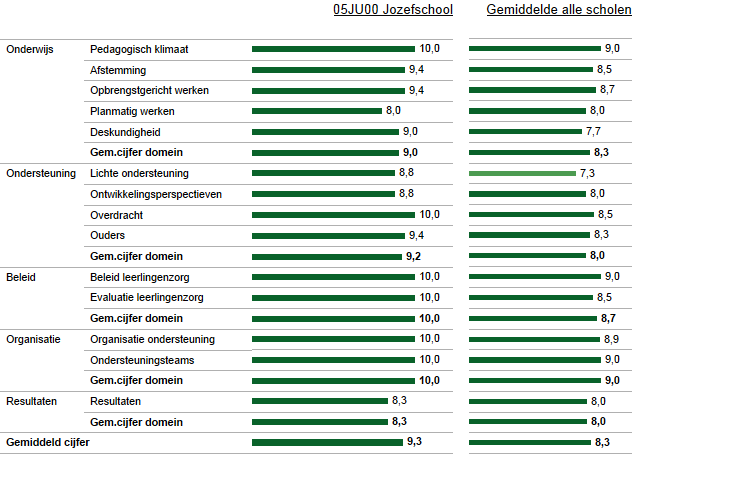 05JU00 Jozefschool Gemiddelde alle scholen
Onderwijs Pedagogisch klimaat 10,0 9,0
Afstemming 9,4 8,5
Opbrengstgericht werken 9,4 8,7
Planmatig werken 8,0 8,0
Deskundigheid 9,0 7,7
Gem.cijfer domein 9,0 8,3
Ondersteuning Lichte ondersteuning 8,8 7,3
Ontwikkelingsperspectieven 8,8 8,0
Overdracht 10,0 8,5
Ouders 9,4 8,3
Gem.cijfer domein 9,2 8,0
Beleid Beleid leerlingenzorg 10,0 9,0
Evaluatie leerlingenzorg 10,0 8,5
Gem.cijfer domein 10,0 8,7
Organisatie Organisatie ondersteuning 10,0 8,9
Ondersteuningsteams 10,0 9,0
Gem.cijfer domein 10,0 9,0
Resultaten Resultaten 8,3 8,0
Gem.cijfer domein 8,3 8,0
Gemiddeld cijfer 9,3 8,3